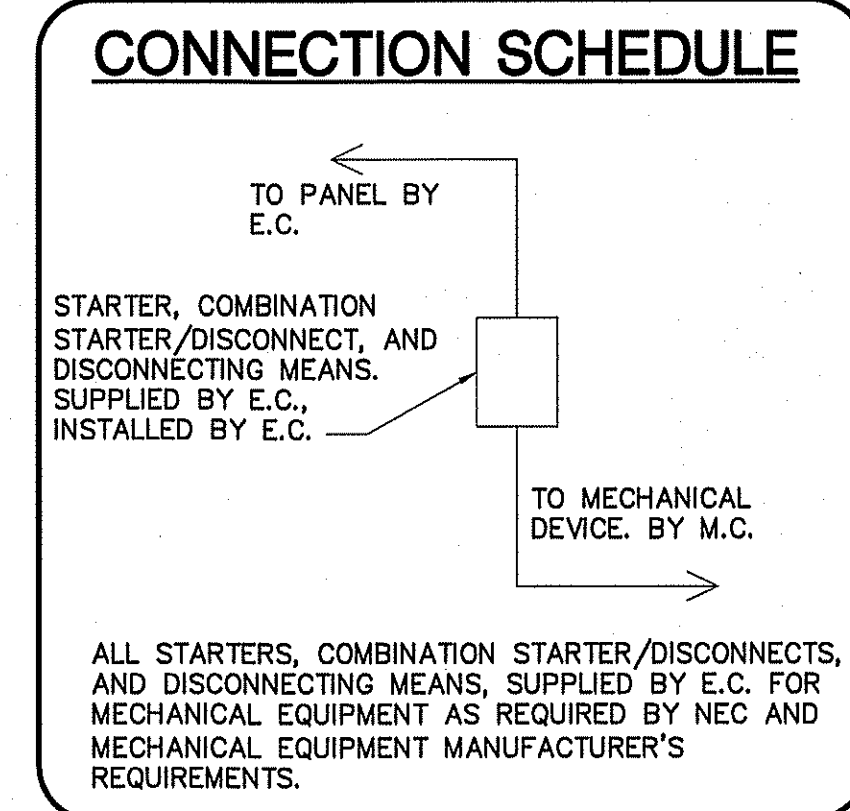 CONNECTION SCHEDULE
TO PANEL BY
E.C.
STARTER, COMBINATION
STARTER/DISCONNECT, AND
DISCONNECTING MEANS.
SUPPLIED BY E.C.,
INSTALLED BY E.C.
TO MECHANICAL
DEVICE. BY M.C.
ALL STARTERS, COMBINATION STARTER/DISCONNECTS,
AND DISCONNECTING MEANS, SUPPLIED BY E.C. FOR
MECHANICAL EQUIPMENT AS REQUIRED BY NEC AND
MECHANICAL EQUIPMENT MANUFACTURER'S
REQUIREMENTS.